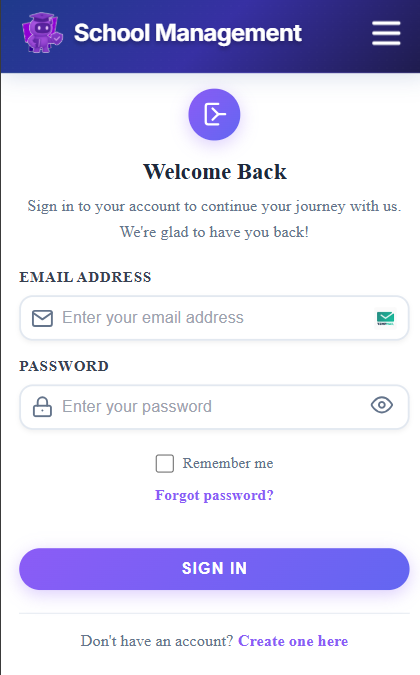 School Management
Welcome Back
Sign in to your account to continue your journey with us.
We're glad to have you back!
EMAIL ADDRESS
Enter your email address
PASSWORD
Enter your password
Remember me
Forgot password?
SIGN IN
Don't have an account? Create one here